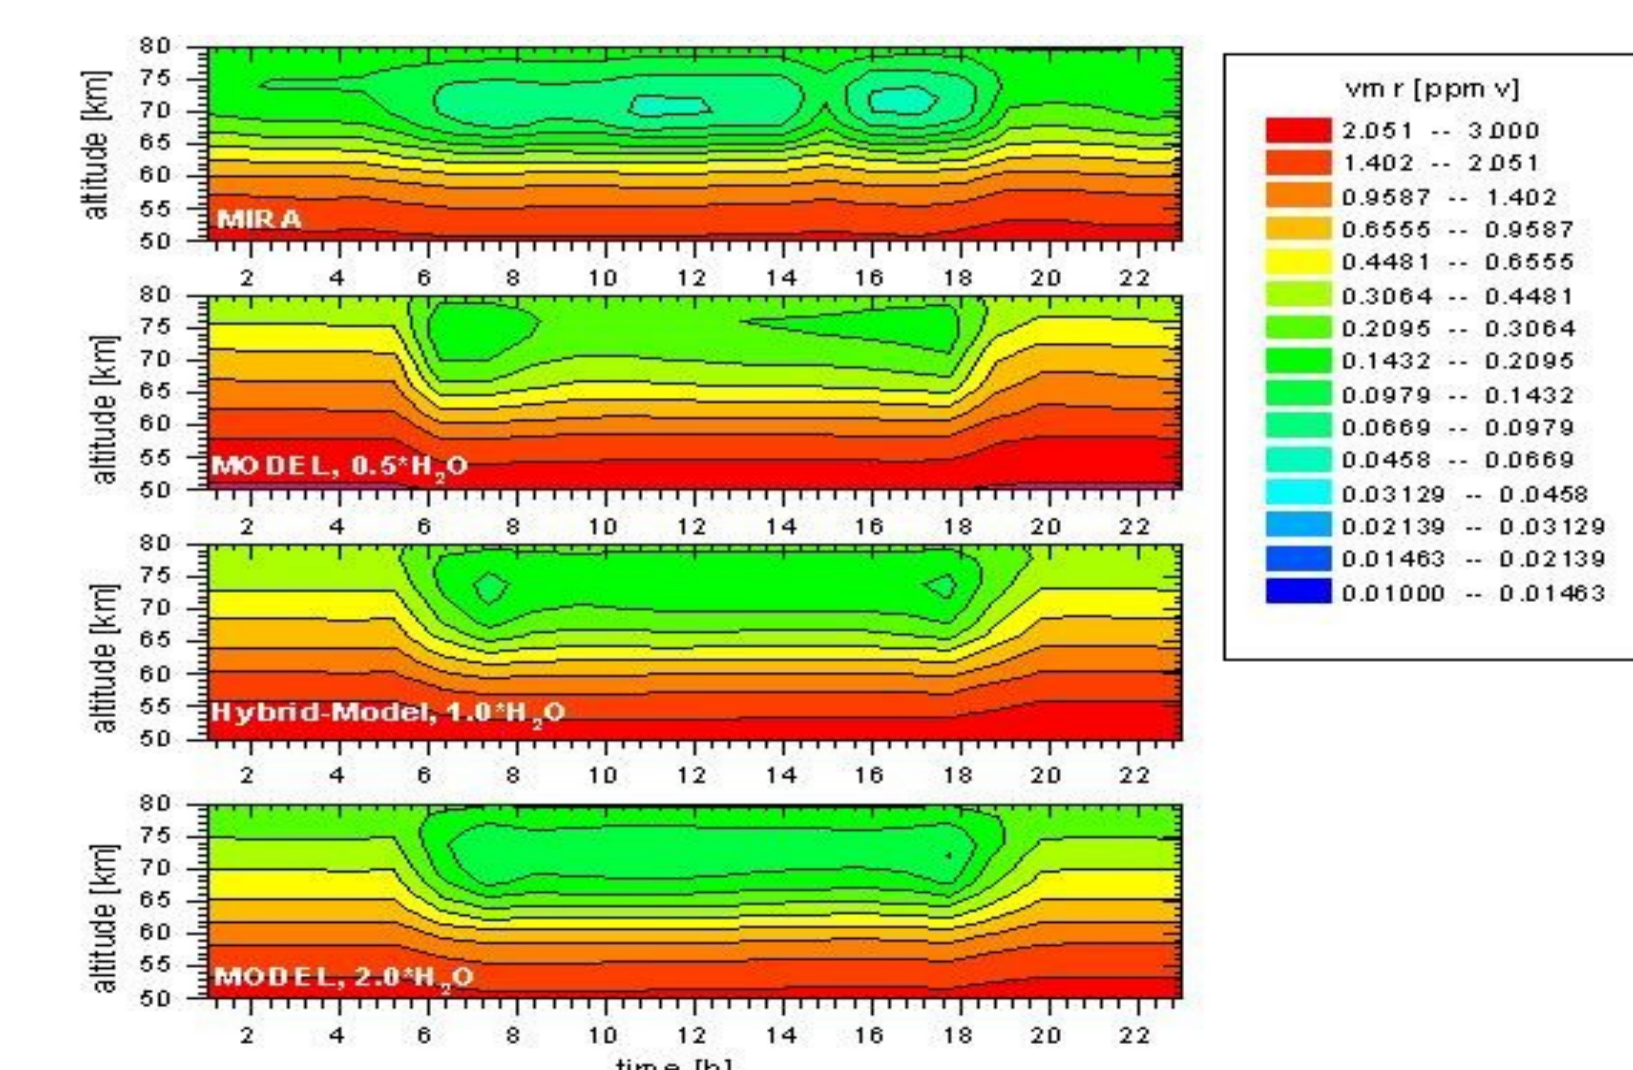 80
75
70
65
60
55
50
altitude [km]
MIRA
2 4 6 8 10 12 14 16 18 20 22
80
75
70
65
60
55
50
altitude [km]
MODEL, 0.5*H2O
2 4 6 8 10 12 14 16 18 20 22
80
75
70
65
60
55
50
altitude [km]
Hybrid-Model, 1.0*H2O
2 4 6 8 10 12 14 16 18 20 22
80
75
70
65
60
55
50
altitude [km]
MODEL, 2.0*H2O
2 4 6 8 10 12 14 16 18 20 22
time [h]
vmr [ppmv]
2.051 -- 3.000
1.402 -- 2.051
0.9587 -- 1.402
0.6555 -- 0.9587
0.4481 -- 0.6555
0.3064 -- 0.4481
0.2095 -- 0.3064
0.1432 -- 0.2095
0.0979 -- 0.1432
0.0669 -- 0.0979
0.0458 -- 0.0669
0.03129 -- 0.0458
0.02139 -- 0.03129
0.01463 -- 0.02139
0.01000 -- 0.01463